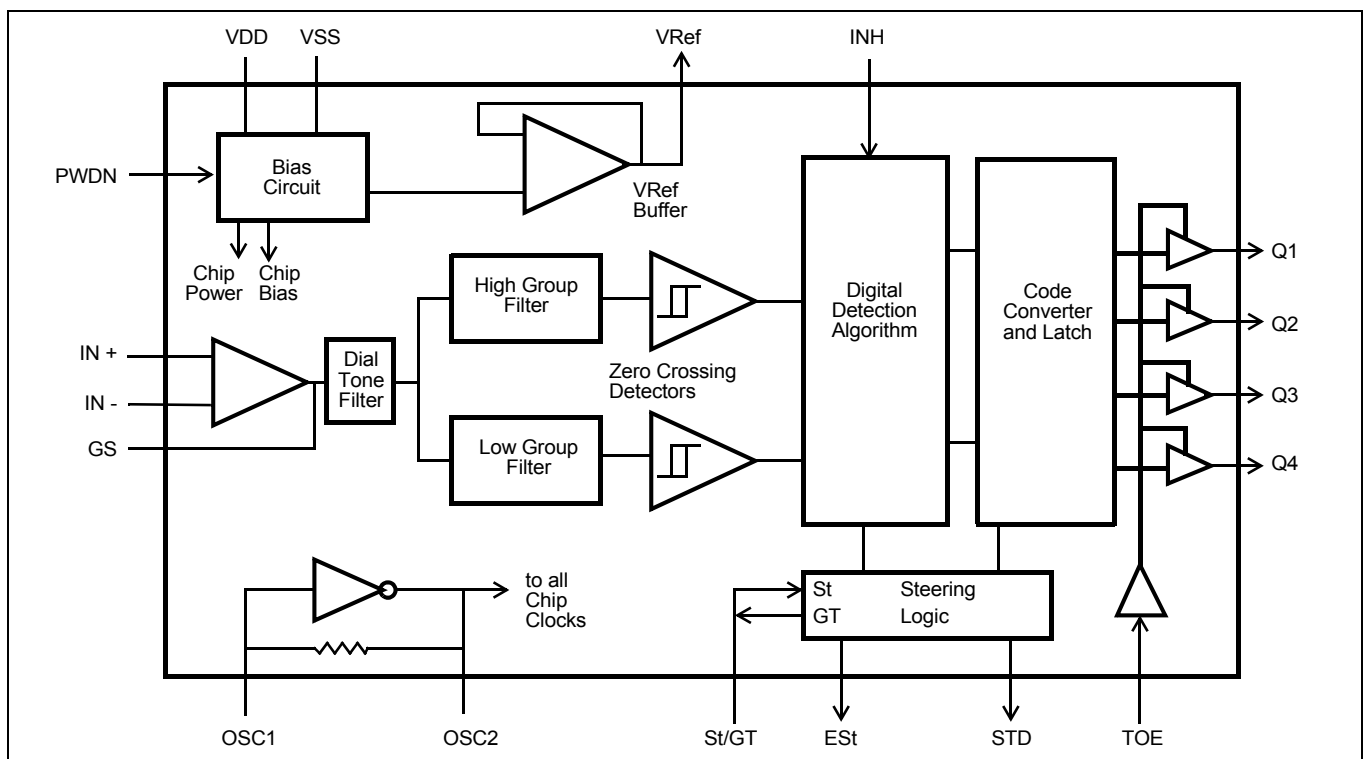 VDD
VSS
VRef
INH
PWDN
Bias
Circuit
VRef
Buffer
Chip
Power
Chip
Bias
High Group
Filter
Digital
Detection
Algorithm
Code
Converter
and Latch
Q1
Q2
Q3
Q4
IN +
IN -
GS
Dial
Tone
Filter
Zero Crossing
Detectors
Low Group
Filter
to all
Chip
Clocks
St
GT
Steering
Logic
OSC1
OSC2
St/GT
ESt
STD
TOE